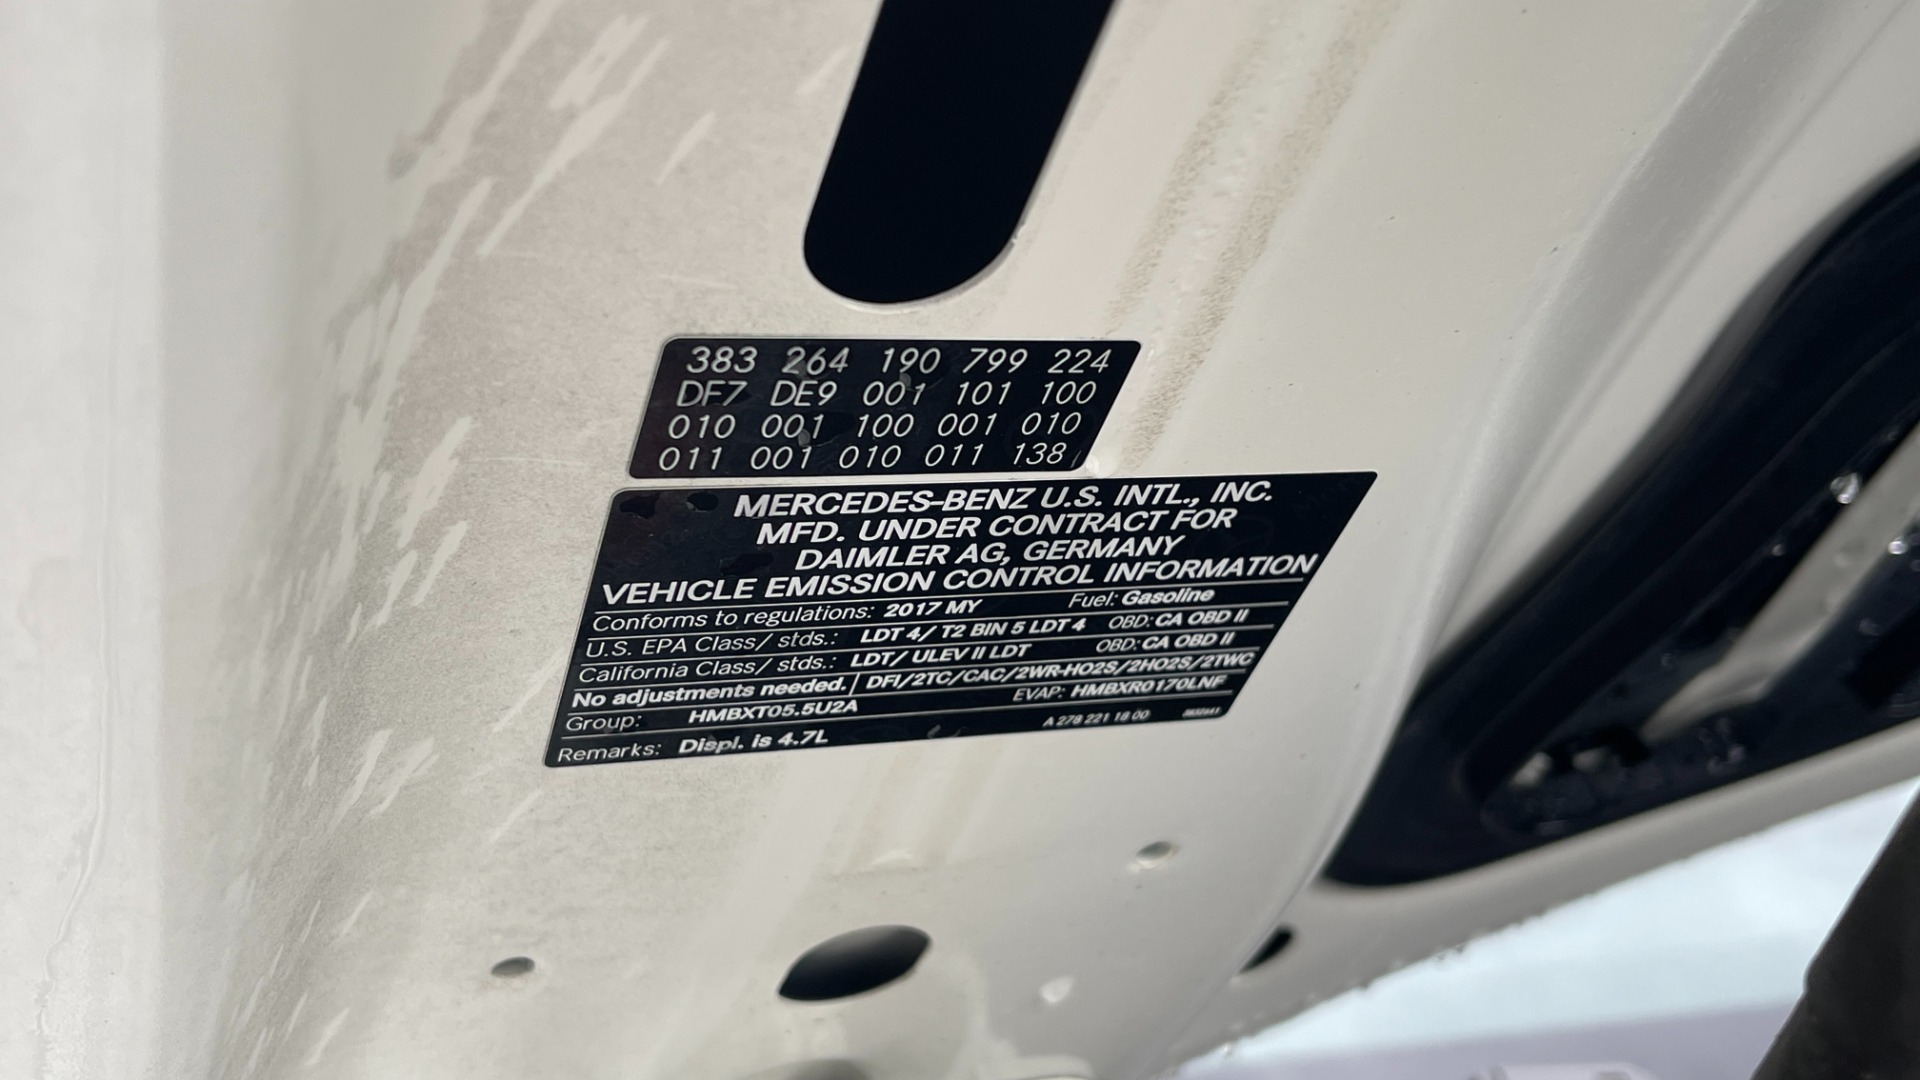 383 264 190 799 224
DF7 DE9 001 101 100
010 001 100 001 010
011 001 010 011 138
MERCEDES-BENZ U.S. INTL., INC.
MFD. UNDER CONTRACT FOR
DAIMLER AG, GERMANY
VEHICLE EMISSION CONTROL INFORMATION
Conforms to regulations: 2017 MY Fuel: Gasoline
U.S. EPA Class/ stds.: LDT 4/ T2 BIN 5 LDT 4 OBD: CA OBD II
California Class/ stds.: LDT/ ULEV II LDT OBD: CA OBD II
No adjustments needed. DFI/2TC/CAC/2WR-HO2S/2HO2S/2TWC
Group: HMBXT05.5U2A EVAP: HMBXR0170LNF
Remarks: Displ. is 4.7L A 278 221 18 00